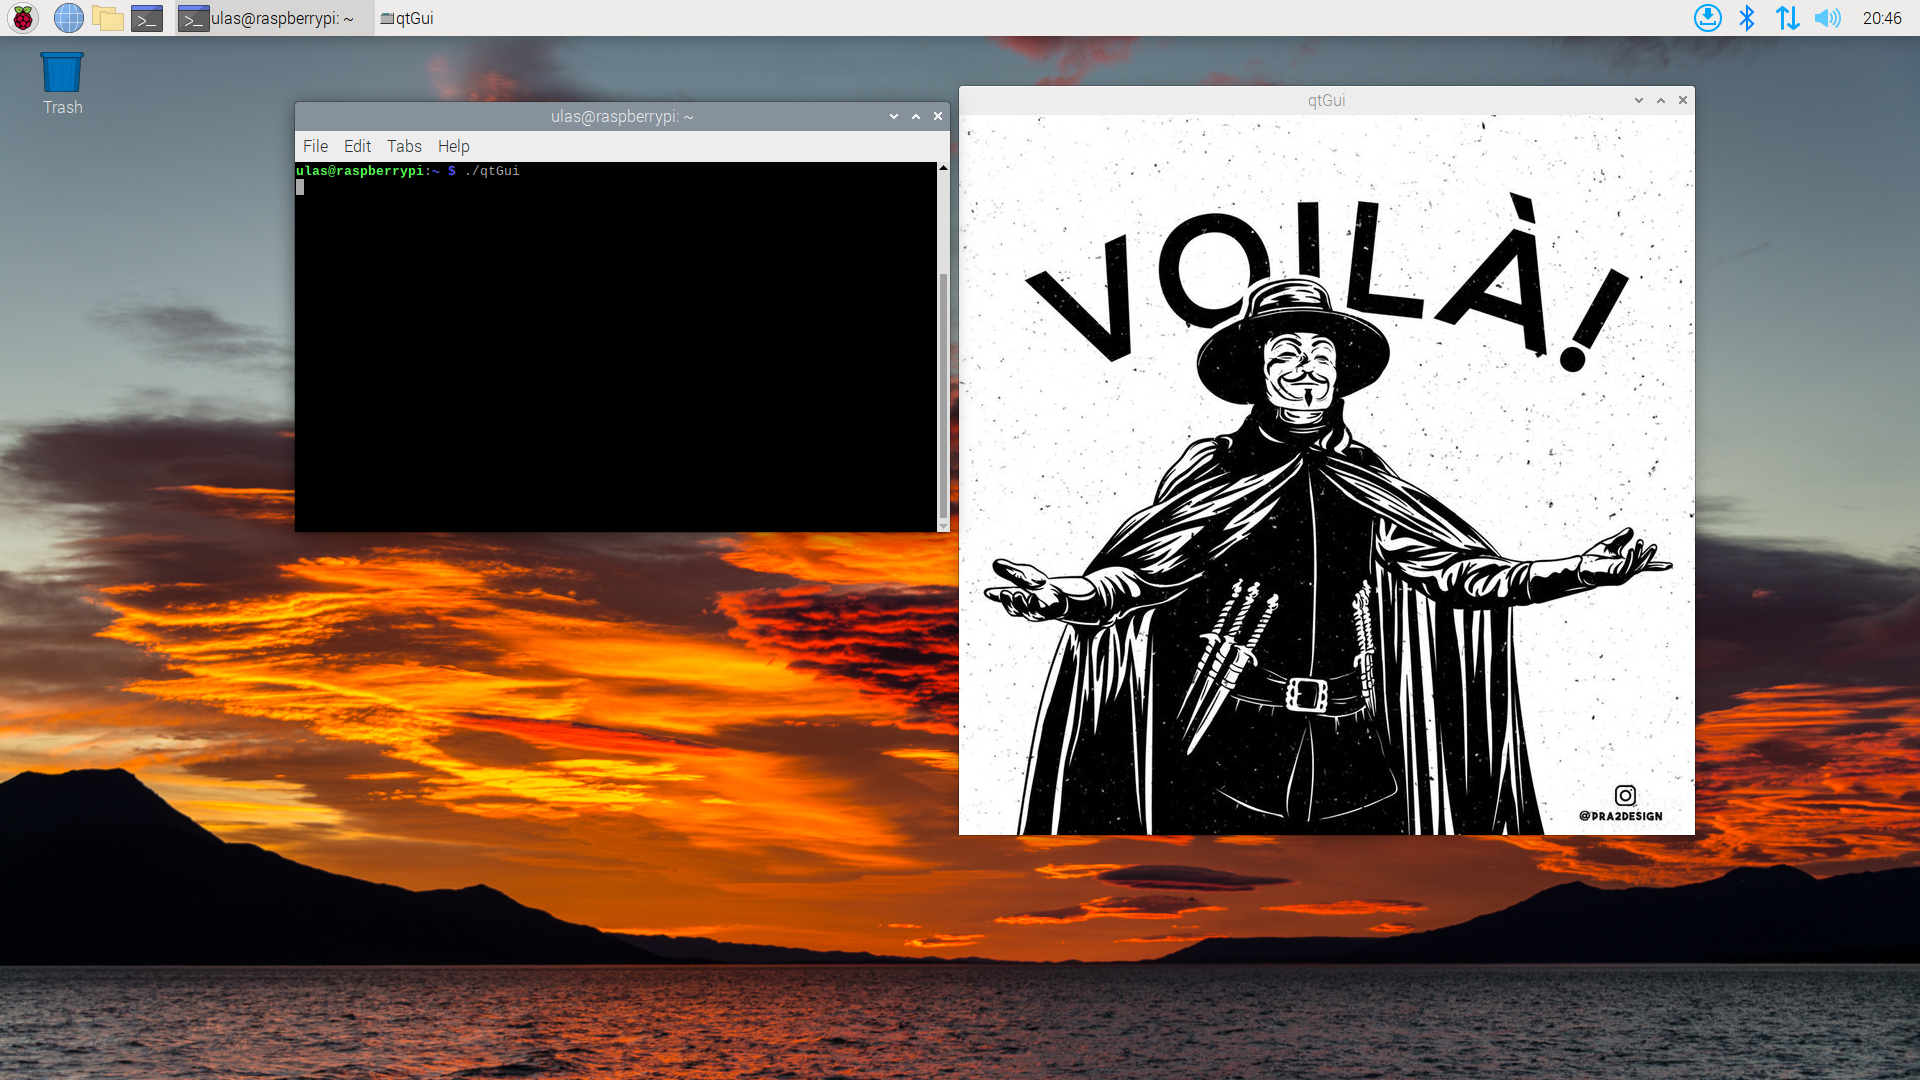 ulas@raspberrypi: ~
qtGui
20:46
Trash
ulas@raspberrypi: ~
File Edit Tabs Help
ulas@raspberrypi:~ $ ./qtGui
qtGui
VOILÀ!
@PRA2DESIGN